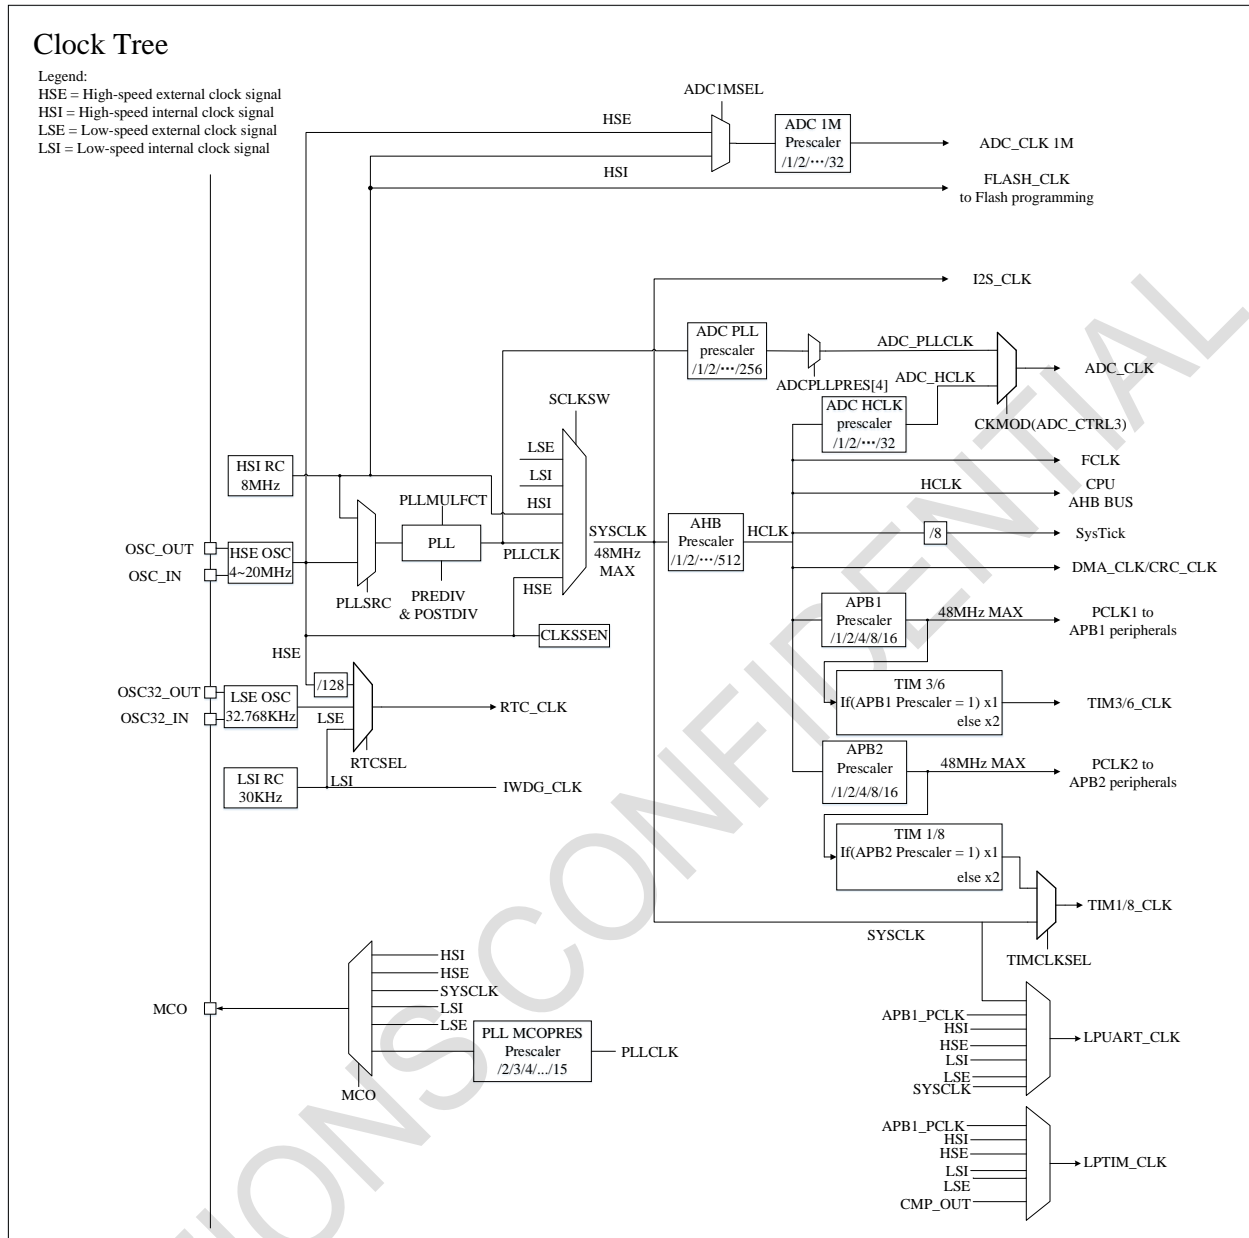 Clock Tree
Legend:
HSE = High-speed external clock signal
HSI = High-speed internal clock signal
LSE = Low-speed external clock signal
LSI = Low-speed internal clock signal
ADC1MSEL
HSE
HSI
ADC 1M
Prescaler
/1/2/···/32
ADC_CLK 1M
FLASH_CLK
to Flash programming
I2S_CLK
ADC PLL
prescaler
/1/2/···/256
ADCPLLPRES[4]
ADC_PLLCLK
ADC_HCLK
ADC_CLK
CKMOD(ADC_CTRL3)
ADC HCLK
prescaler
/1/2/···/32
SCLKSW
LSE
LSI
HSI
PLLCLK
HSE
HSI RC
8MHz
PLLMULFCT
PLL
PREDIV
& POSTDIV
PLLSRC
OSC_OUT
OSC_IN
HSE OSC
4~20MHz
SYSCLK
48MHz
MAX
AHB
Prescaler
/1/2/···/512
HCLK
FCLK
HCLK
CPU
AHB BUS
/8
SysTick
DMA_CLK/CRC_CLK
APB1
Prescaler
/1/2/4/8/16
48MHz MAX
PCLK1 to
APB1 peripherals
CLKSSEN
HSE
/128
OSC32_OUT
OSC32_IN
LSE OSC
32.768KHz
LSE
RTC_CLK
RTCSEL
LSI RC
30KHz
LSI
IWDG_CLK
TIM 3/6
If(APB1 Prescaler = 1) x1
else x2
TIM3/6_CLK
APB2
Prescaler
/1/2/4/8/16
48MHz MAX
PCLK2 to
APB2 peripherals
TIM 1/8
If(APB2 Prescaler = 1) x1
else x2
TIM1/8_CLK
SYSCLK
TIMCLKSEL
MCO
HSI
HSE
SYSCLK
LSI
LSE
PLL MCOPRES
Prescaler
/2/3/4/.../15
PLLCLK
MCO
APB1_PCLK
HSI
HSE
LSI
LSE
SYSCLK
LPUART_CLK
APB1_PCLK
HSI
HSE
LSI
LSE
CMP_OUT
LPTIM_CLK
IONS CONFIDENTIAL